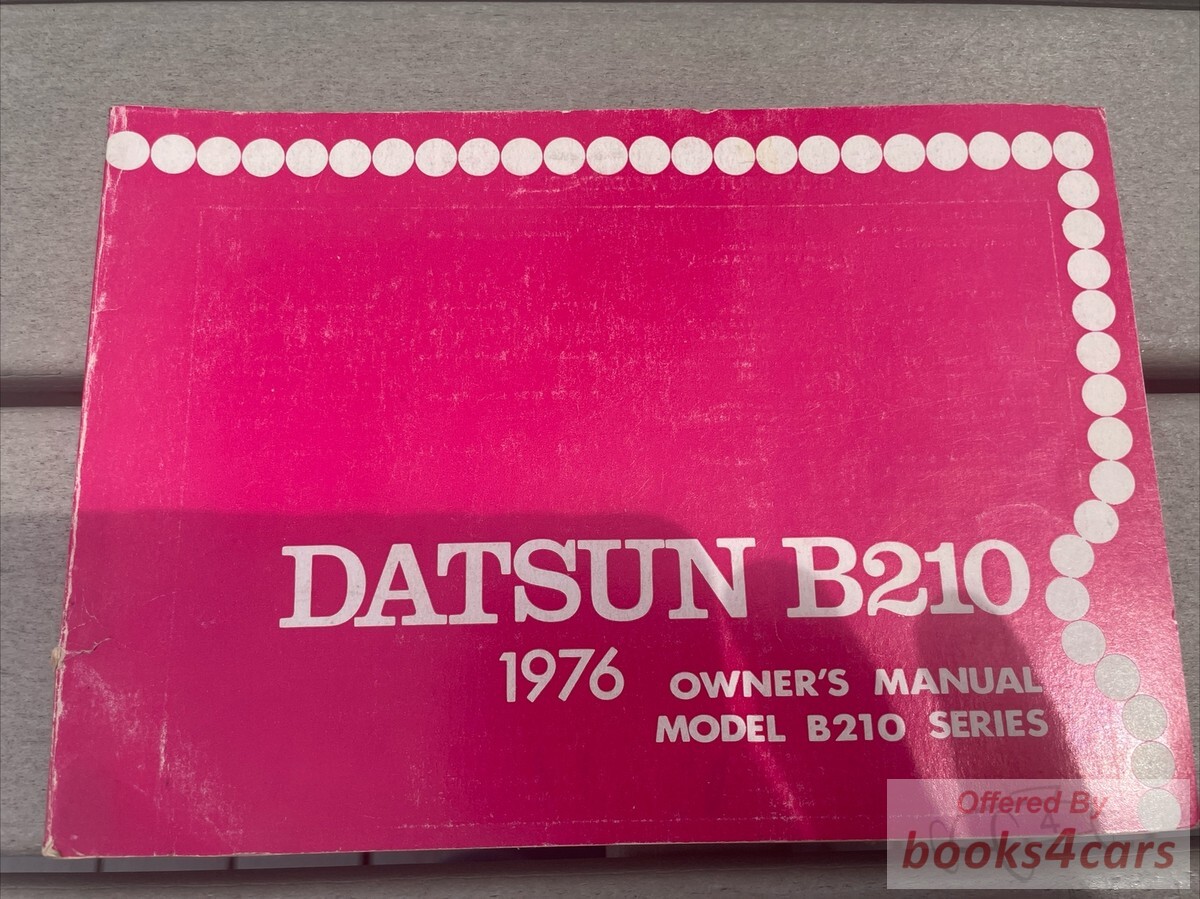 DATSUN B210
1976 OWNER'S MANUAL
MODEL B210 SERIES
Offered By
books4cars